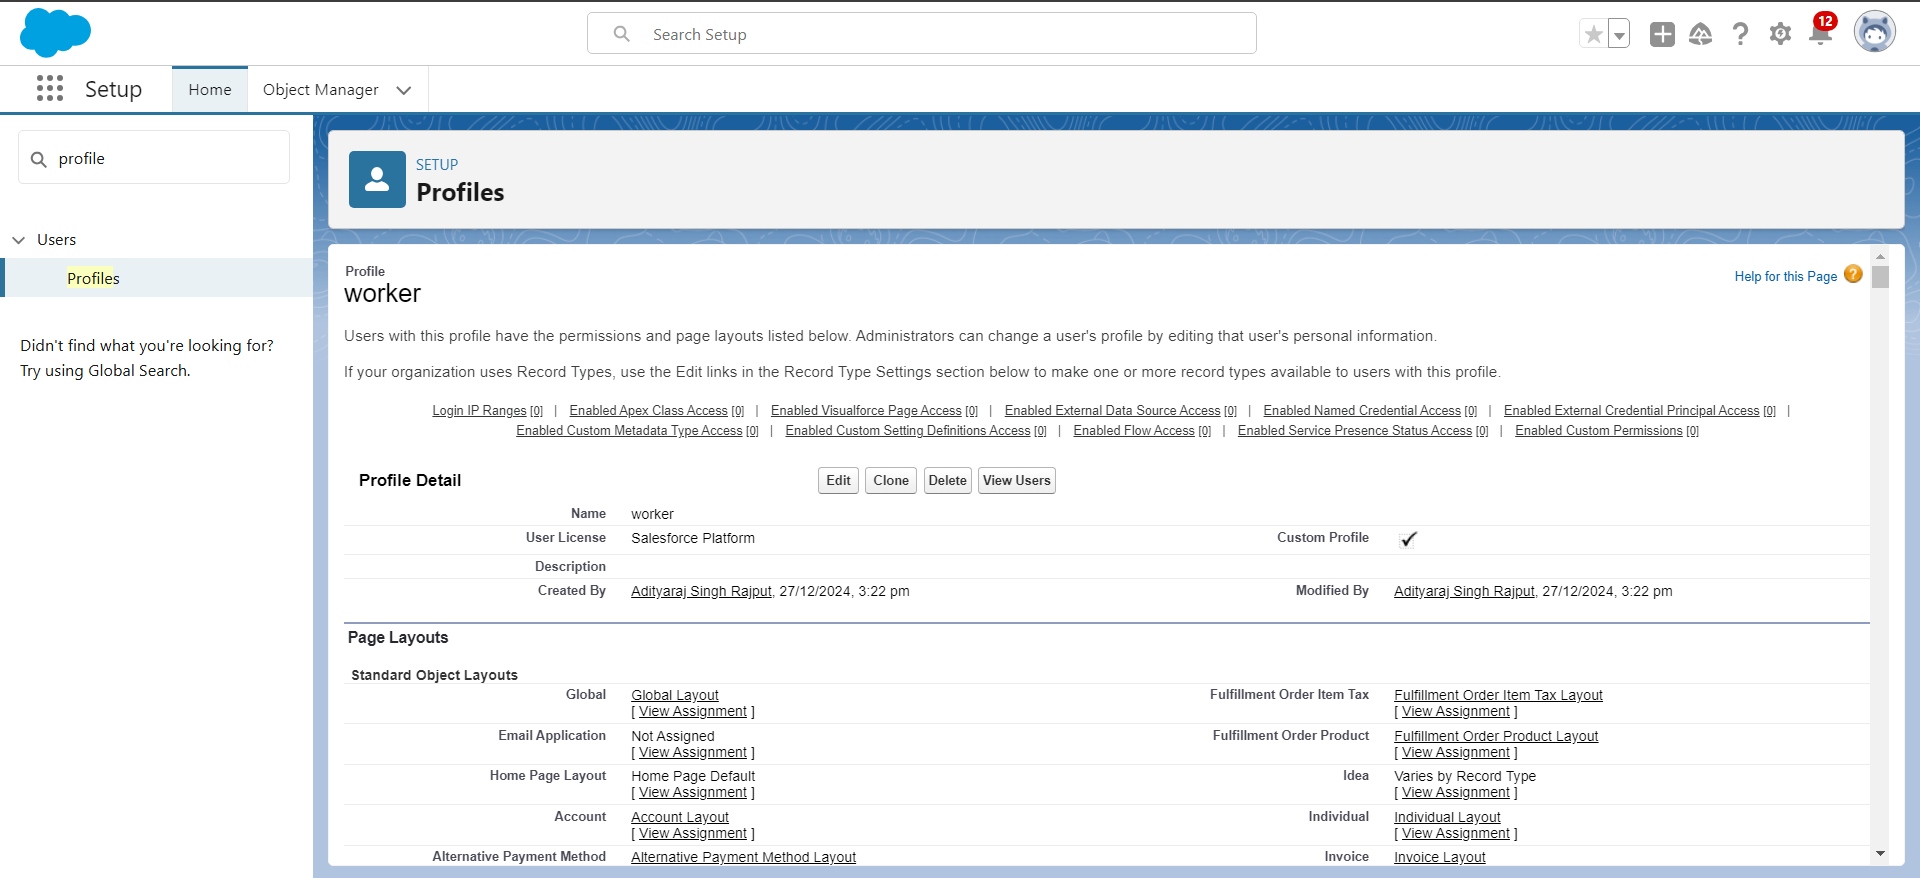 Search Setup
12
Setup
Home
Object Manager
profile
Users
Profiles
Didn't find what you're looking for?
Try using Global Search.
SETUP
Profiles
Profile
worker
Help for this Page ?
Users with this profile have the permissions and page layouts listed below. Administrators can change a user's profile by editing that user's personal information.
If your organization uses Record Types, use the Edit links in the Record Type Settings section below to make one or more record types available to users with this profile.
Login IP Ranges [0] | Enabled Apex Class Access [0] | Enabled Visualforce Page Access [0] | Enabled External Data Source Access [0] | Enabled Named Credential Access [0] | Enabled External Credential Principal Access [0] |
Enabled Custom Metadata Type Access [0] | Enabled Custom Setting Definitions Access [0] | Enabled Flow Access [0] | Enabled Service Presence Status Access [0] | Enabled Custom Permissions [0]
Profile Detail Edit Clone Delete View Users
Name worker
User License Salesforce Platform Custom Profile
Description
Created By Adityaraj Singh Rajput, 27/12/2024, 3:22 pm Modified By Adityaraj Singh Rajput, 27/12/2024, 3:22 pm
Page Layouts
Standard Object Layouts
Global Global Layout Fulfillment Order Item Tax Fulfillment Order Item Tax Layout
[ View Assignment ] [ View Assignment ]
Email Application Not Assigned Fulfillment Order Product Fulfillment Order Product Layout
[ View Assignment ] [ View Assignment ]
Home Page Layout Home Page Default Idea Varies by Record Type
[ View Assignment ] [ View Assignment ]
Account Account Layout Individual Individual Layout
[ View Assignment ] [ View Assignment ]
Alternative Payment Method Alternative Payment Method Layout Invoice Invoice Layout